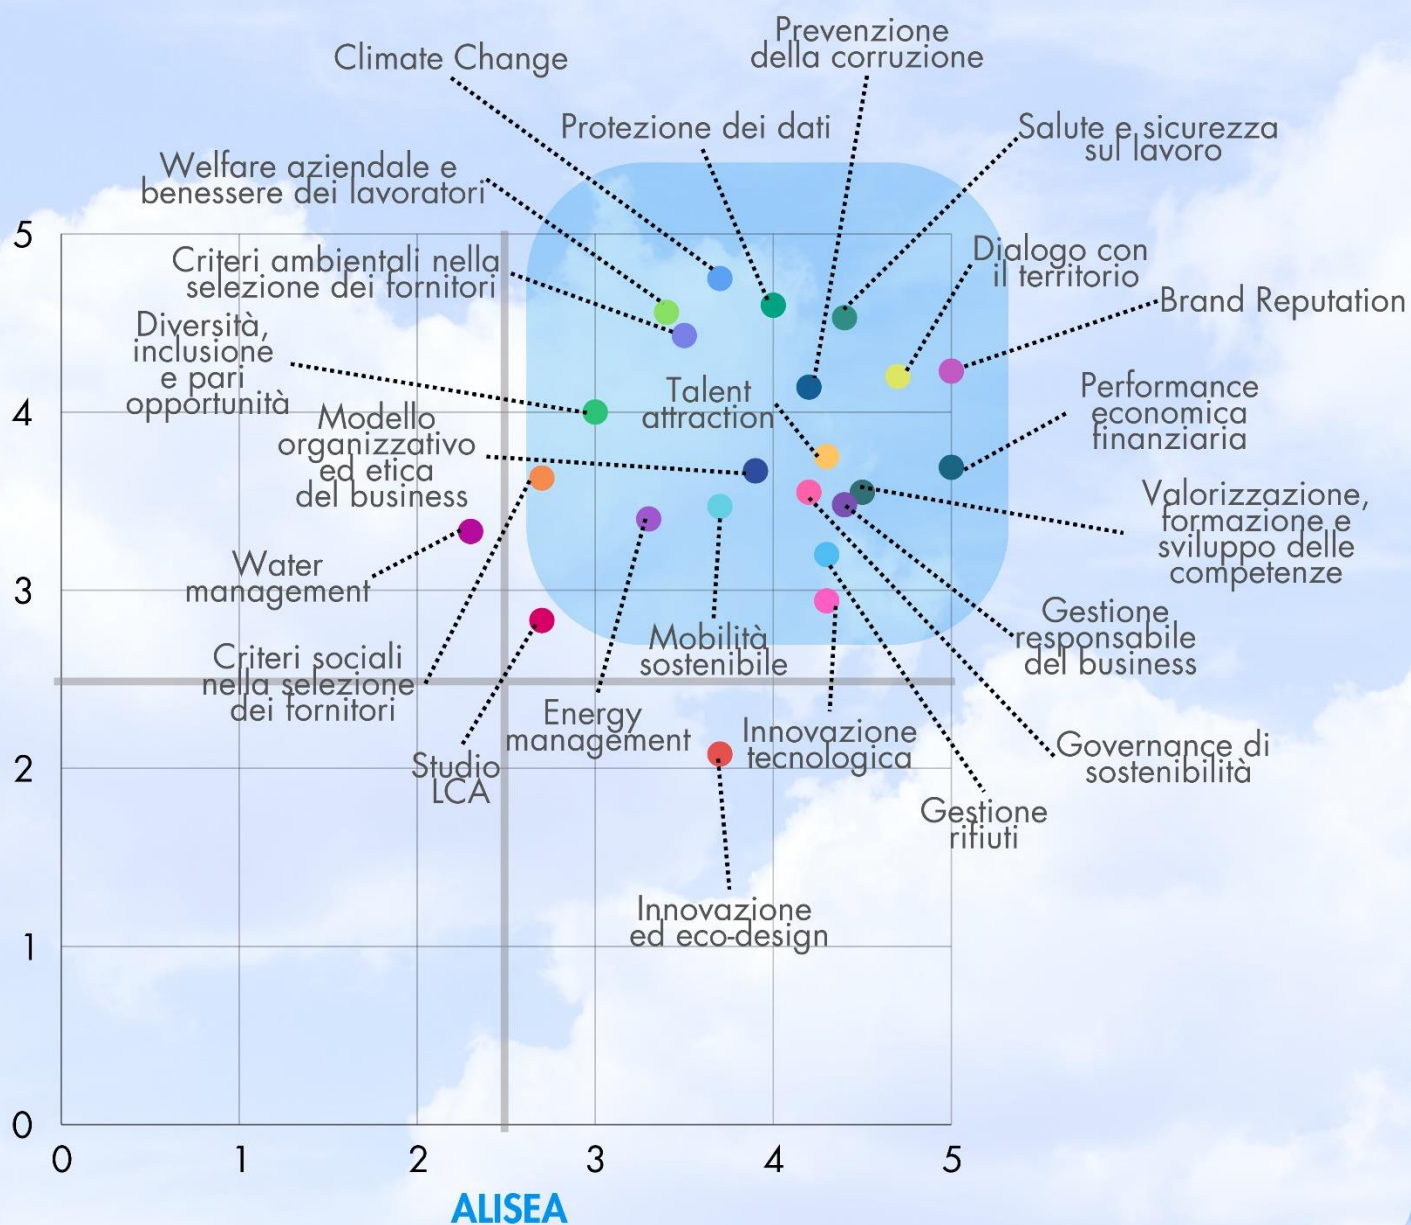 Prevenzione
della corruzione
Climate Change
Protezione dei dati
Salute e sicurezza
sul lavoro
Welfare aziendale e
benessere dei lavoratori
5
Criteri ambientali nella
selezione dei fornitori
Dialogo con
il territorio
Brand Reputation
Diversità,
inclusione
e pari
opportunità
Talent
attraction
Performance
economica
finanziaria
4
Modello
organizzativo
ed etica
del business
Valorizzazione,
formazione e
sviluppo delle
competenze
Water
management
3
Gestione
responsabile
del business
Mobilità
sostenibile
Criteri sociali
nella selezione
dei fornitori
Energy
management
Innovazione
tecnologica
Governance di
sostenibilità
2
Studio
LCA
Gestione
rifiuti
Innovazione
ed eco-design
1
0
0 1 2 3 4 5
ALISEA